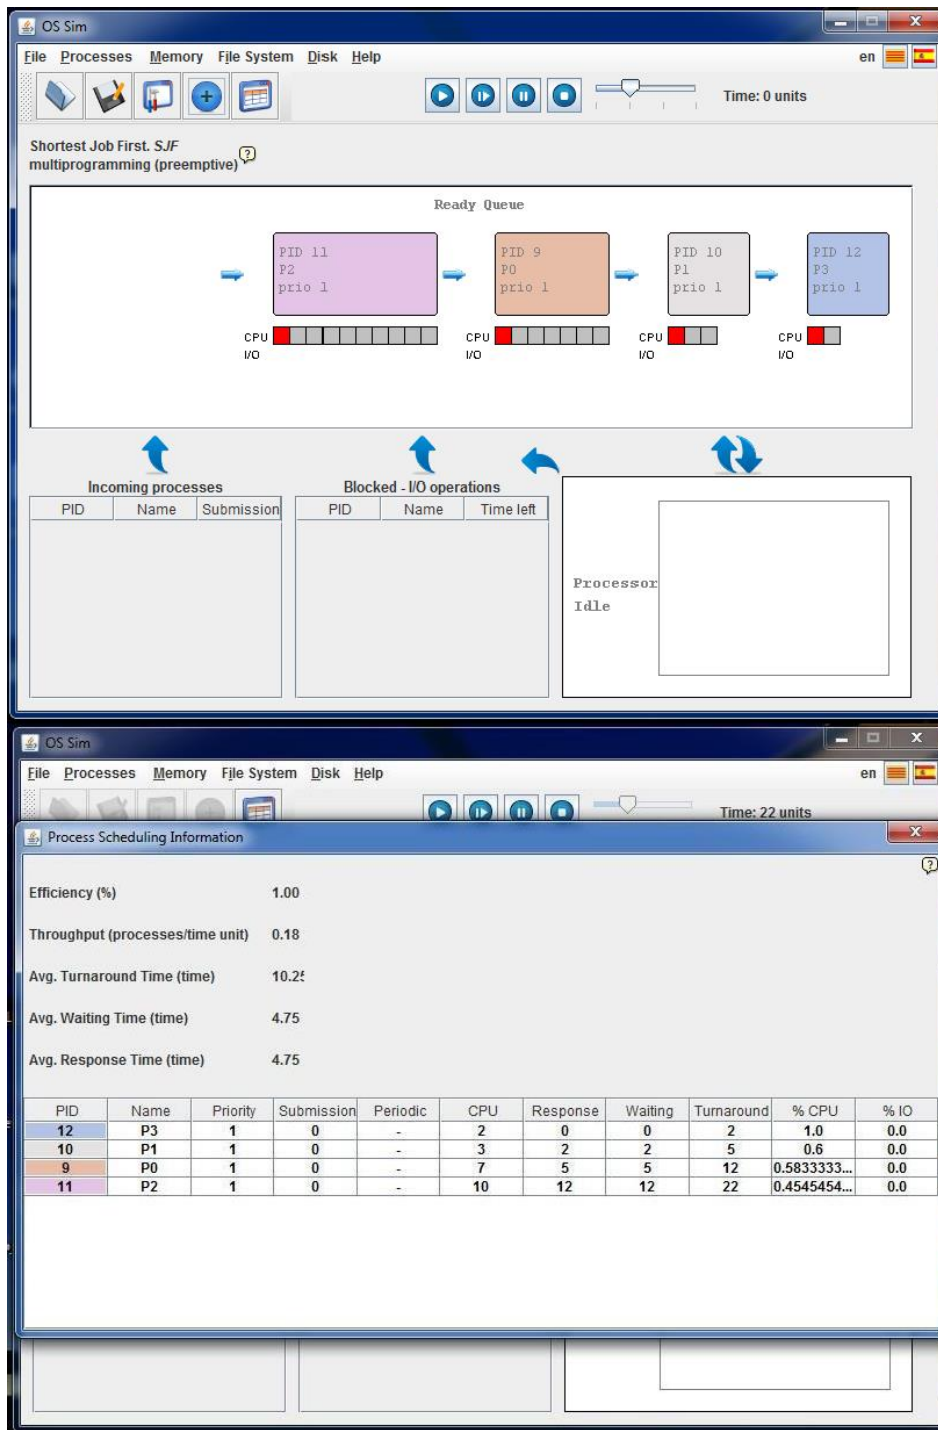 OS Sim
File Processes Memory File System Disk Help en
Time: 0 units
Shortest Job First. SJF
multiprogramming (preemptive)
Ready Queue
PID 11 PID 9 PID 10 PID 12
P2 P0 P1 P3
prio 1 prio 1 prio 1 prio 1
CPU CPU CPU CPU
I/O I/O I/O I/O
Incoming processes Blocked - I/O operations
PID Name Submission PID Name Time left
Processor
Idle
OS Sim
File Processes Memory File System Disk Help en
Time: 22 units
Process Scheduling Information
Efficiency (%) 1.00
Throughput (processes/time unit) 0.18
Avg. Turnaround Time (time) 10.25
Avg. Waiting Time (time) 4.75
Avg. Response Time (time) 4.75
PID Name Priority Submission Periodic CPU Response Waiting Turnaround % CPU % IO
12 P3 1 0 - 2 0 0 2 1.0 0.0
10 P1 1 0 - 3 2 2 5 0.6 0.0
9 P0 1 0 - 7 5 5 12 0.5833333... 0.0
11 P2 1 0 - 10 12 12 22 0.4545454... 0.0